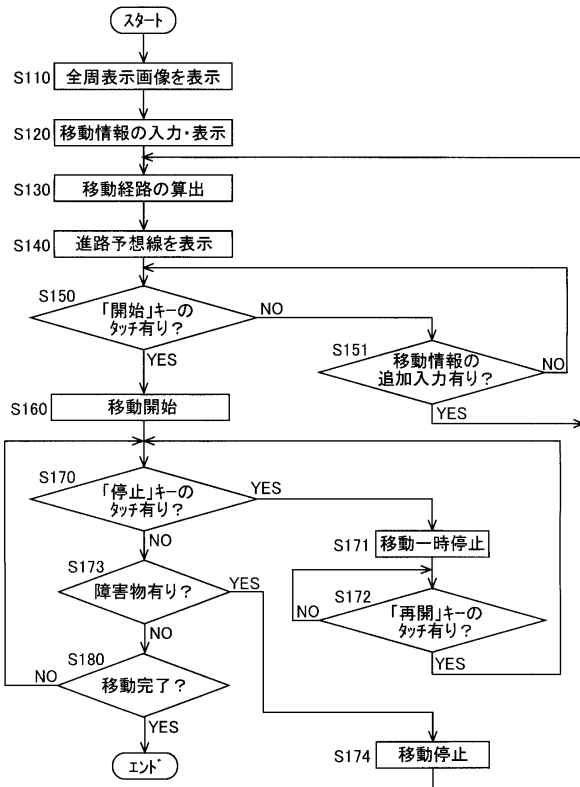 スタート
S110 全周表示画像を表示
S120 移動情報の入力・表示
S130 移動経路の算出
S140 進路予想線を表示
S150
「開始」キーの
タッチ有り？
NO
YES
S151
移動情報の
追加入力有り？
NO
YES
S160 移動開始
S170
「停止」キーの
タッチ有り？
YES
NO
S171 移動一時停止
S172
「再開」キーの
タッチ有り？
NO
YES
S173
障害物有り？
YES
NO
S180
移動完了？
NO
YES
エンド
S174 移動停止